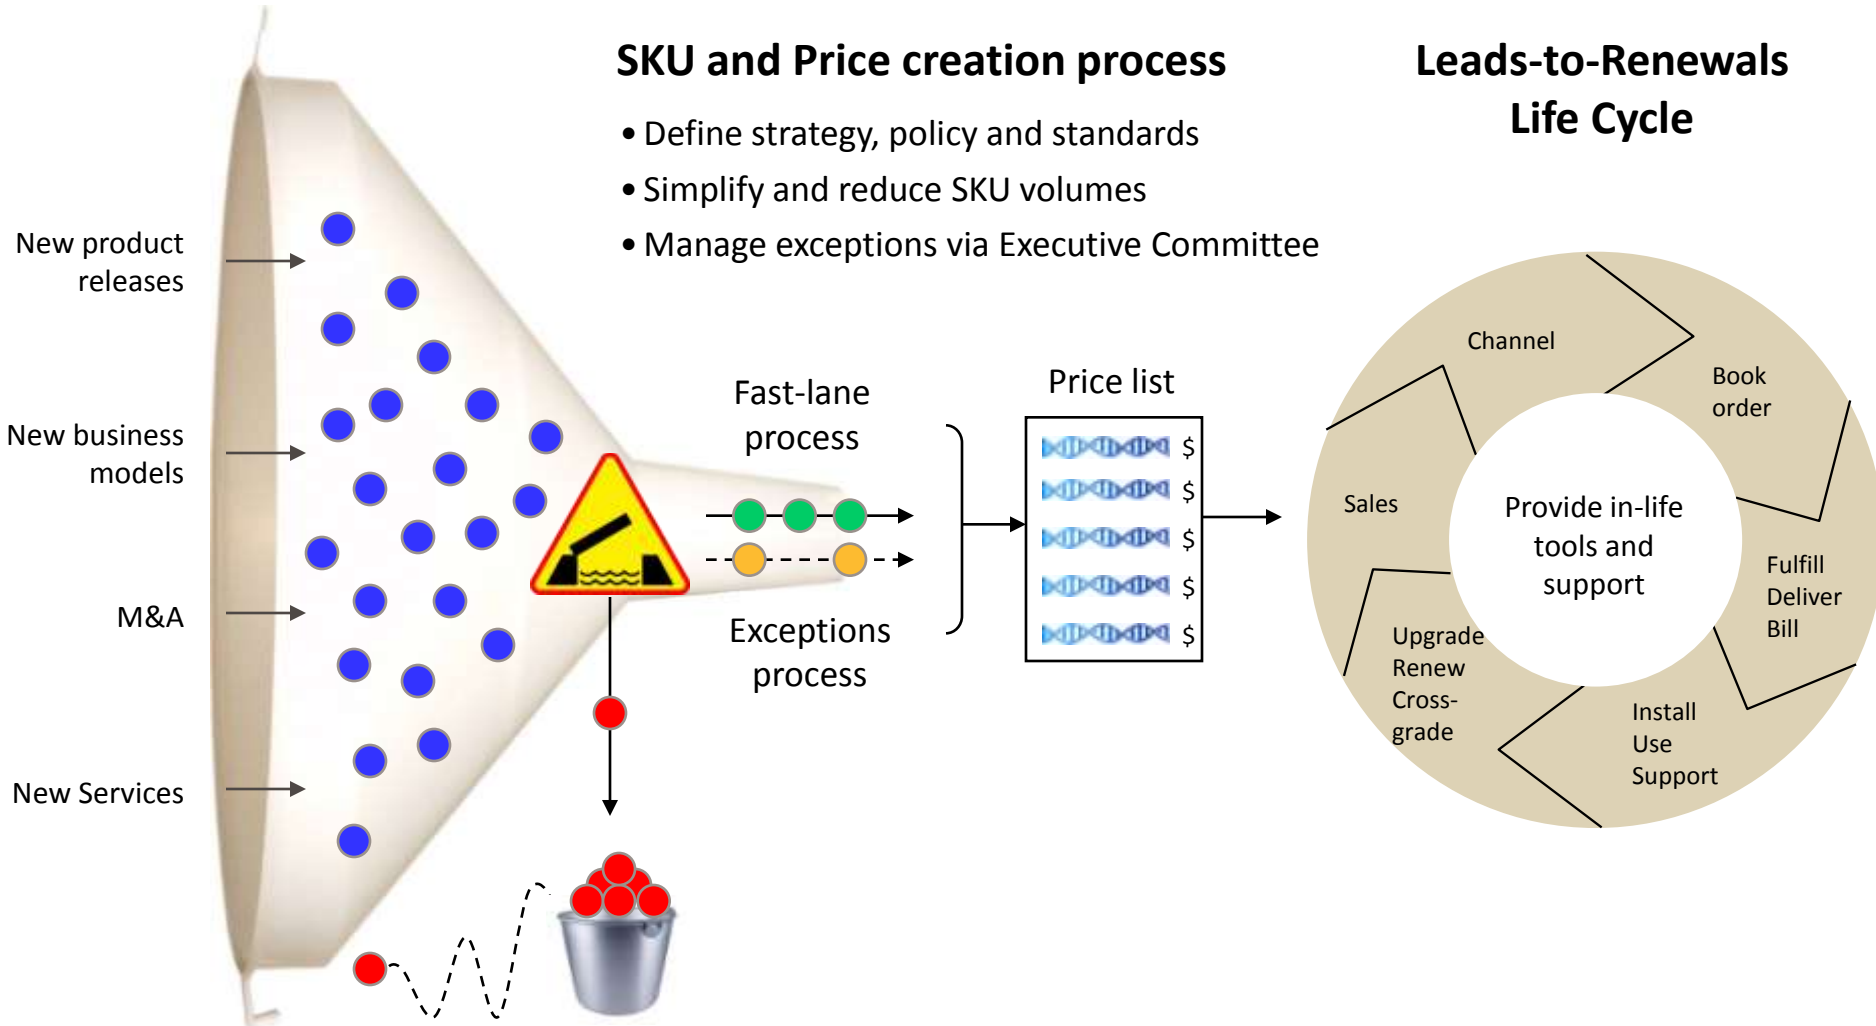 SKU and Price creation process
• Define strategy, policy and standards
• Simplify and reduce SKU volumes
• Manage exceptions via Executive Committee
Leads-to-Renewals
Life Cycle
New product
releases
New business
models
M&A
New Services
Fast-lane
process
Exceptions
process
Price list
$
$
$
$
$
Channel
Book
order
Sales
Provide in-life
tools and
support
Fulfill
Deliver
Bill
Upgrade
Renew
Cross-
grade
Install
Use
Support